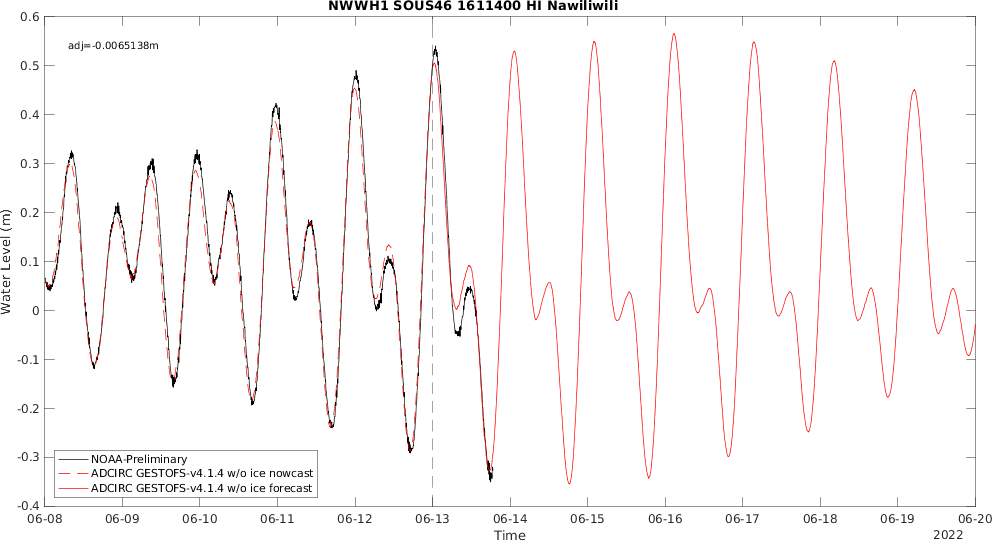 NWWH1 SOUS46 1611400 HI Nawiliwili
adj=-0.0065138m
0.6
0.5
0.4
0.3
0.2
0.1
0
-0.1
-0.2
-0.3
-0.4
Water Level (m)
NOAA-Preliminary
ADCIRC GESTOFS-v4.1.4 w/o ice nowcast
ADCIRC GESTOFS-v4.1.4 w/o ice forecast
06-08 06-09 06-10 06-11 06-12 06-13 06-14 06-15 06-16 06-17 06-18 06-19 06-20
Time
2022